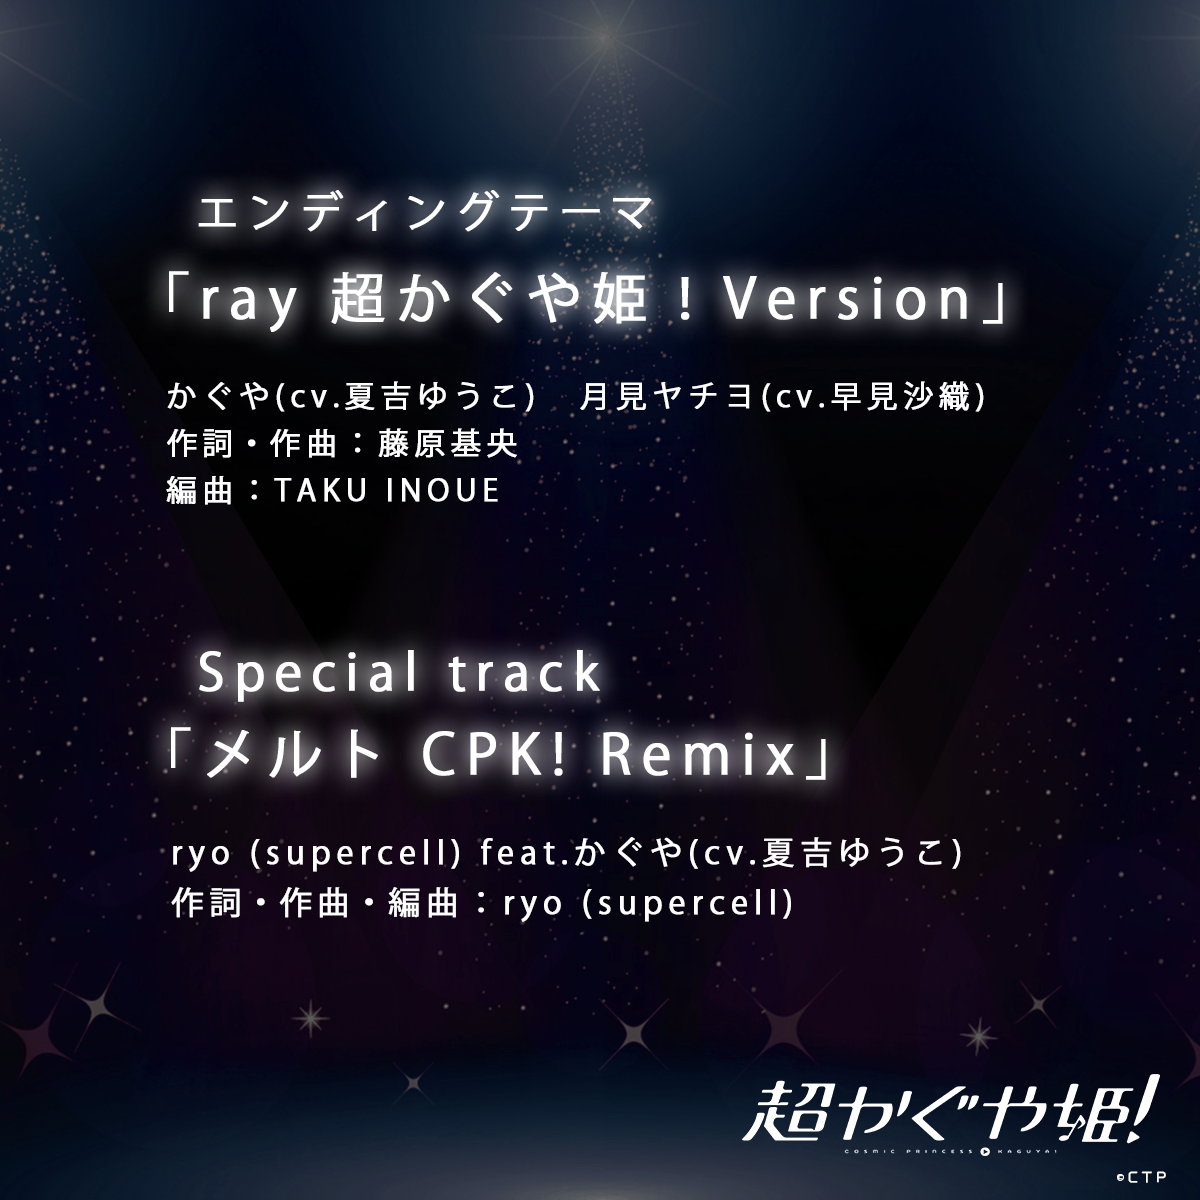 エンディングテーマ
「ray 超かぐや姫！Version」
かぐや(cv.夏吉ゆうこ)　月見ヤチヨ(cv.早見沙織)
作詞・作曲：藤原基央
編曲：TAKU INOUE
Special track
「メルト CPK! Remix」
ryo (supercell) feat.かぐや(cv.夏吉ゆうこ)
作詞・作曲・編曲：ryo (supercell)
超かぐや姫!
COSMIC PRINCESS KAGUYA!
©CTP